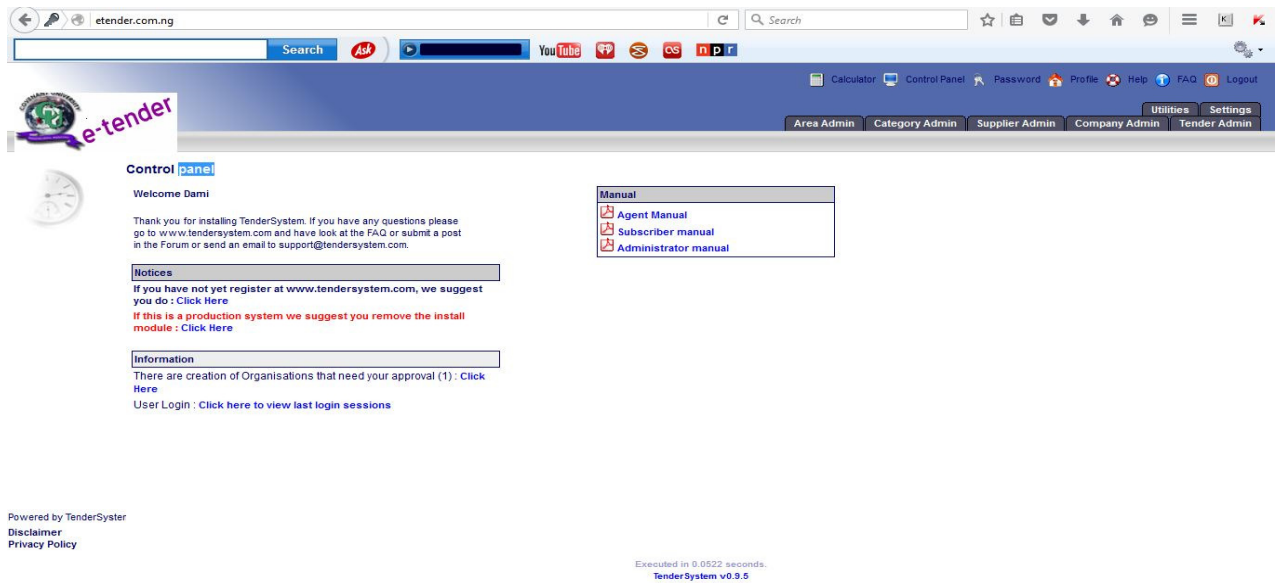 etender.com.ng
Search
Search
Ask
YouTube
os
npr
Calculator Control Panel Password Profile Help FAQ Logout
Utilities Settings
Area Admin Category Admin Supplier Admin Company Admin Tender Admin
COVENANT UNIVERSITY
e-tender
Control panel
Welcome Dami
Thank you for installing TenderSystem. If you have any questions please
go to www.tendersystem.com and have look at the FAQ or submit a post
in the Forum or send an email to support@tendersystem.com.
Notices
If you have not yet register at www.tendersystem.com, we suggest
you do : Click Here
If this is a production system we suggest you remove the install
module : Click Here
Information
There are creation of Organisations that need your approval (1) : Click
Here
User Login : Click here to view last login sessions
Manual
Agent Manual
Subscriber manual
Administrator manual
Powered by TenderSyster
Disclaimer
Privacy Policy
Executed in 0.0522 seconds.
TenderSystem v0.9.5